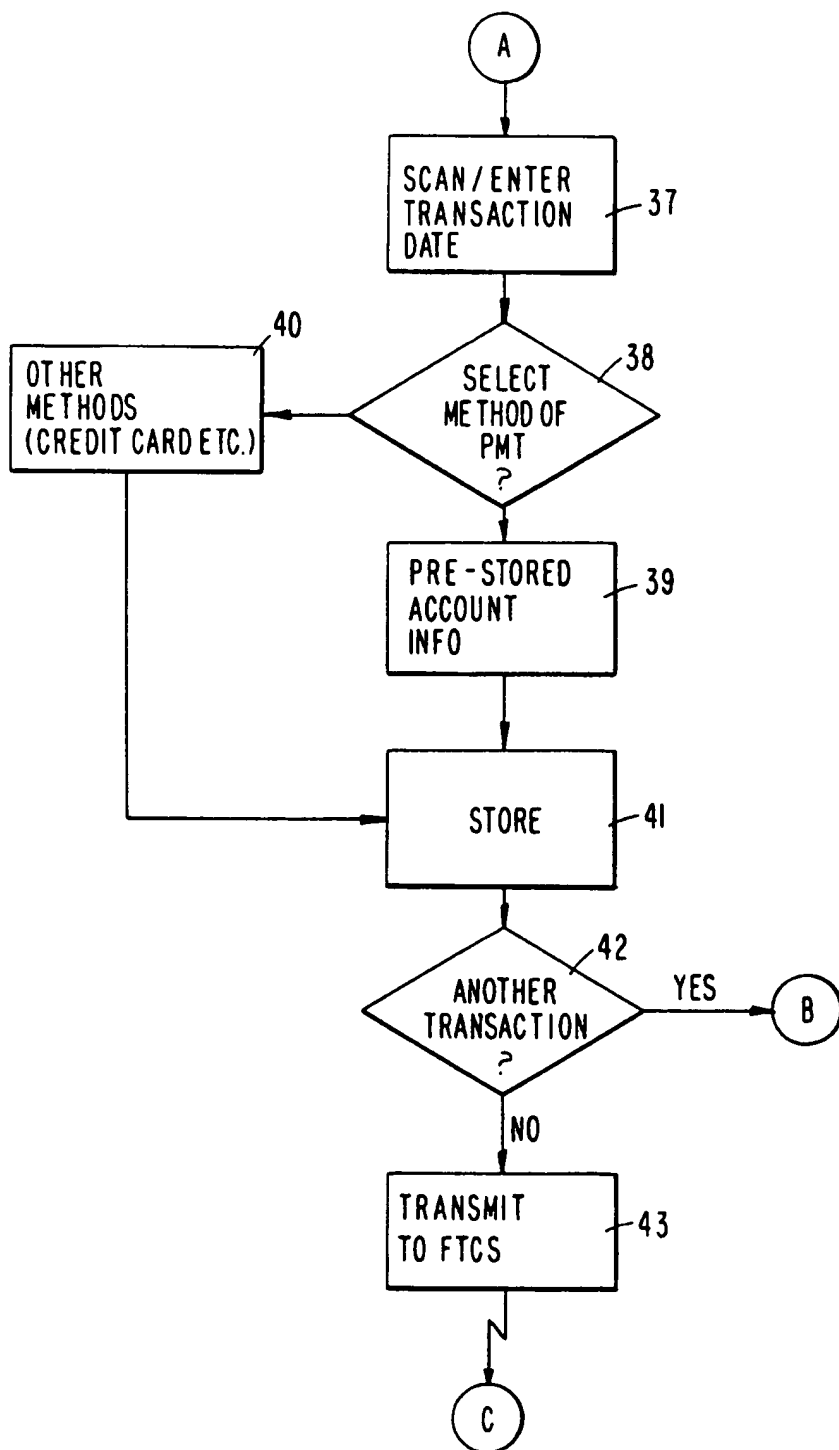 A
SCAN/ENTER
TRANSACTION
DATE
37
40
OTHER
METHODS
(CREDIT CARD ETC.)
38
SELECT
METHOD OF
PMT
?
PRE-STORED
ACCOUNT
INFO
39
STORE
41
42
ANOTHER
TRANSACTION
?
YES
B
NO
TRANSMIT
TO FTCS
43
C